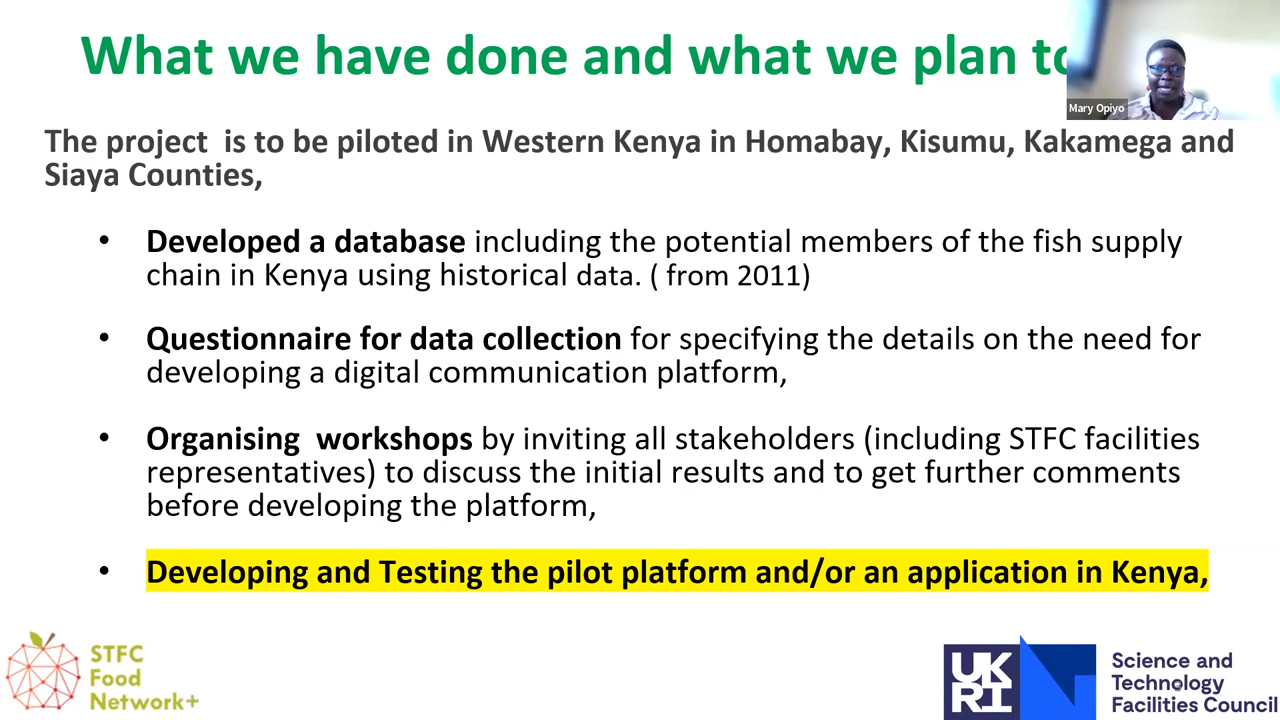 What we have done and what we plan to
Mary Opiyo
The project  is to be piloted in Western Kenya in Homabay, Kisumu, Kakamega and
Siaya Counties,
• Developed a database including the potential members of the fish supply
chain in Kenya using historical data. ( from 2011)
• Questionnaire for data collection for specifying the details on the need for
developing a digital communication platform,
• Organising  workshops by inviting all stakeholders (including STFC facilities
representatives) to discuss the initial results and to get further comments
before developing the platform,
• Developing and Testing the pilot platform and/or an application in Kenya,
STFC
Food
Network+
UK
RI
Science and
Technology
Facilities Council